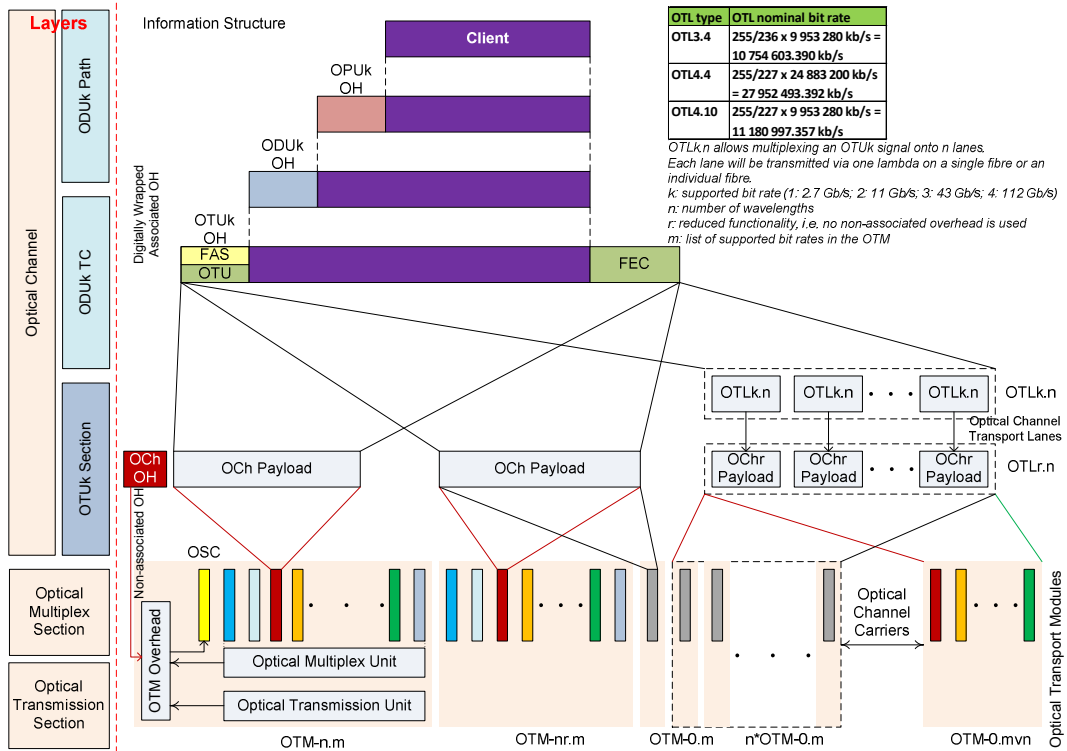 Layers
Information Structure
Optical Channel
ODUk Path
ODUk TC
OTUk Section
Optical
Multiplex
Section
Optical
Transmission
Section
Client
OPUk
OH
ODUk
OH
Digitally Wrapped
Associated OH
OTUk
OH
FAS
OTU
FEC
OTL type OTL nominal bit rate
OTL3.4 255/236 x 9 953 280 kb/s =
10 754 603.390 kb/s
OTL4.4 255/227 x 24 883 200 kb/s
= 27 952 493.392 kb/s
OTL4.10 255/227 x 9 953 280 kb/s =
11 180 997.357 kb/s
OTLk.n allows multiplexing an OTUk signal onto n lanes.
Each lane will be transmitted via one lambda on a single fibre or an
individual fibre.
k: supported bit rate (1: 2.7 Gb/s; 2: 11 Gb/s; 3: 43 Gb/s; 4: 112 Gb/s)
n: number of wavelengths
r: reduced functionality, i.e. no non-associated overhead is used
m: list of supported bit rates in the OTM
OTLk.n OTLk.n OTLk.n OTLk.n
Optical Channel
Transport Lanes
OCh
OH
OCh Payload
OCh Payload
OChr
Payload
OChr
Payload
OChr
Payload
OTLr.n
Non-associated OH
OSC
OTM Overhead
Optical Multiplex Unit
Optical Transmission Unit
Optical
Channel
Carriers
Optical Transport Modules
OTM-n.m OTM-nr.m OTM-0.m n*OTM-0.m OTM-0.mvn